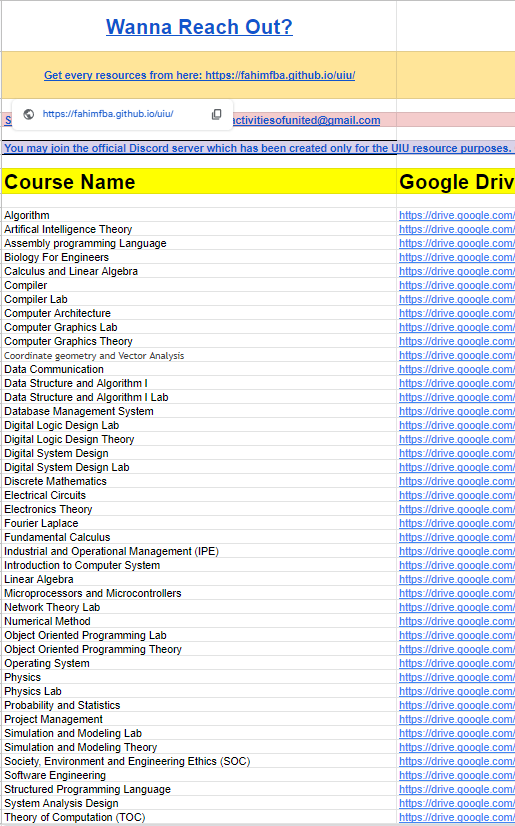 Wanna Reach Out?
Get every resources from here: https://fahimfba.github.io/uiu/
https://fahimfba.github.io/uiu/
S activitiesofunited@gmail.com
You may join the official Discord server which has been created only for the UIU resource purposes.
Course Name Google Driv
Algorithm https://drive.google.com/
Artifical Intelligence Theory https://drive.google.com/
Assembly programming Language https://drive.google.com/
Biology For Engineers https://drive.google.com/
Calculus and Linear Algebra https://drive.google.com/
Compiler https://drive.google.com/
Compiler Lab https://drive.google.com/
Computer Architecture https://drive.google.com/
Computer Graphics Lab https://drive.google.com/
Computer Graphics Theory https://drive.google.com/
Coordinate geometry and Vector Analysis https://drive.google.com/
Data Communication https://drive.google.com/
Data Structure and Algorithm I https://drive.google.com/
Data Structure and Algorithm I Lab https://drive.google.com/
Database Management System https://drive.google.com/
Digital Logic Design Lab https://drive.google.com/
Digital Logic Design Theory https://drive.google.com/
Digital System Design https://drive.google.com/
Digital System Design Lab https://drive.google.com/
Discrete Mathematics https://drive.google.com/
Electrical Circuits https://drive.google.com/
Electronics Theory https://drive.google.com/
Fourier Laplace https://drive.google.com/
Fundamental Calculus https://drive.google.com/
Industrial and Operational Management (IPE) https://drive.google.com/
Introduction to Computer System https://drive.google.com/
Linear Algebra https://drive.google.com/
Microprocessors and Microcontrollers https://drive.google.com/
Network Theory Lab https://drive.google.com/
Numerical Method https://drive.google.com/
Object Oriented Programming Lab https://drive.google.com/
Object Oriented Programming Theory https://drive.google.com/
Operating System https://drive.google.com/
Physics https://drive.google.com/
Physics Lab https://drive.google.com/
Probability and Statistics https://drive.google.com/
Project Management https://drive.google.com/
Simulation and Modeling Lab https://drive.google.com/
Simulation and Modeling Theory https://drive.google.com/
Society, Environment and Engineering Ethics (SOC) https://drive.google.com/
Software Engineering https://drive.google.com/
Structured Programming Language https://drive.google.com/
System Analysis Design https://drive.google.com/
Theory of Computation (TOC) https://drive.google.com/